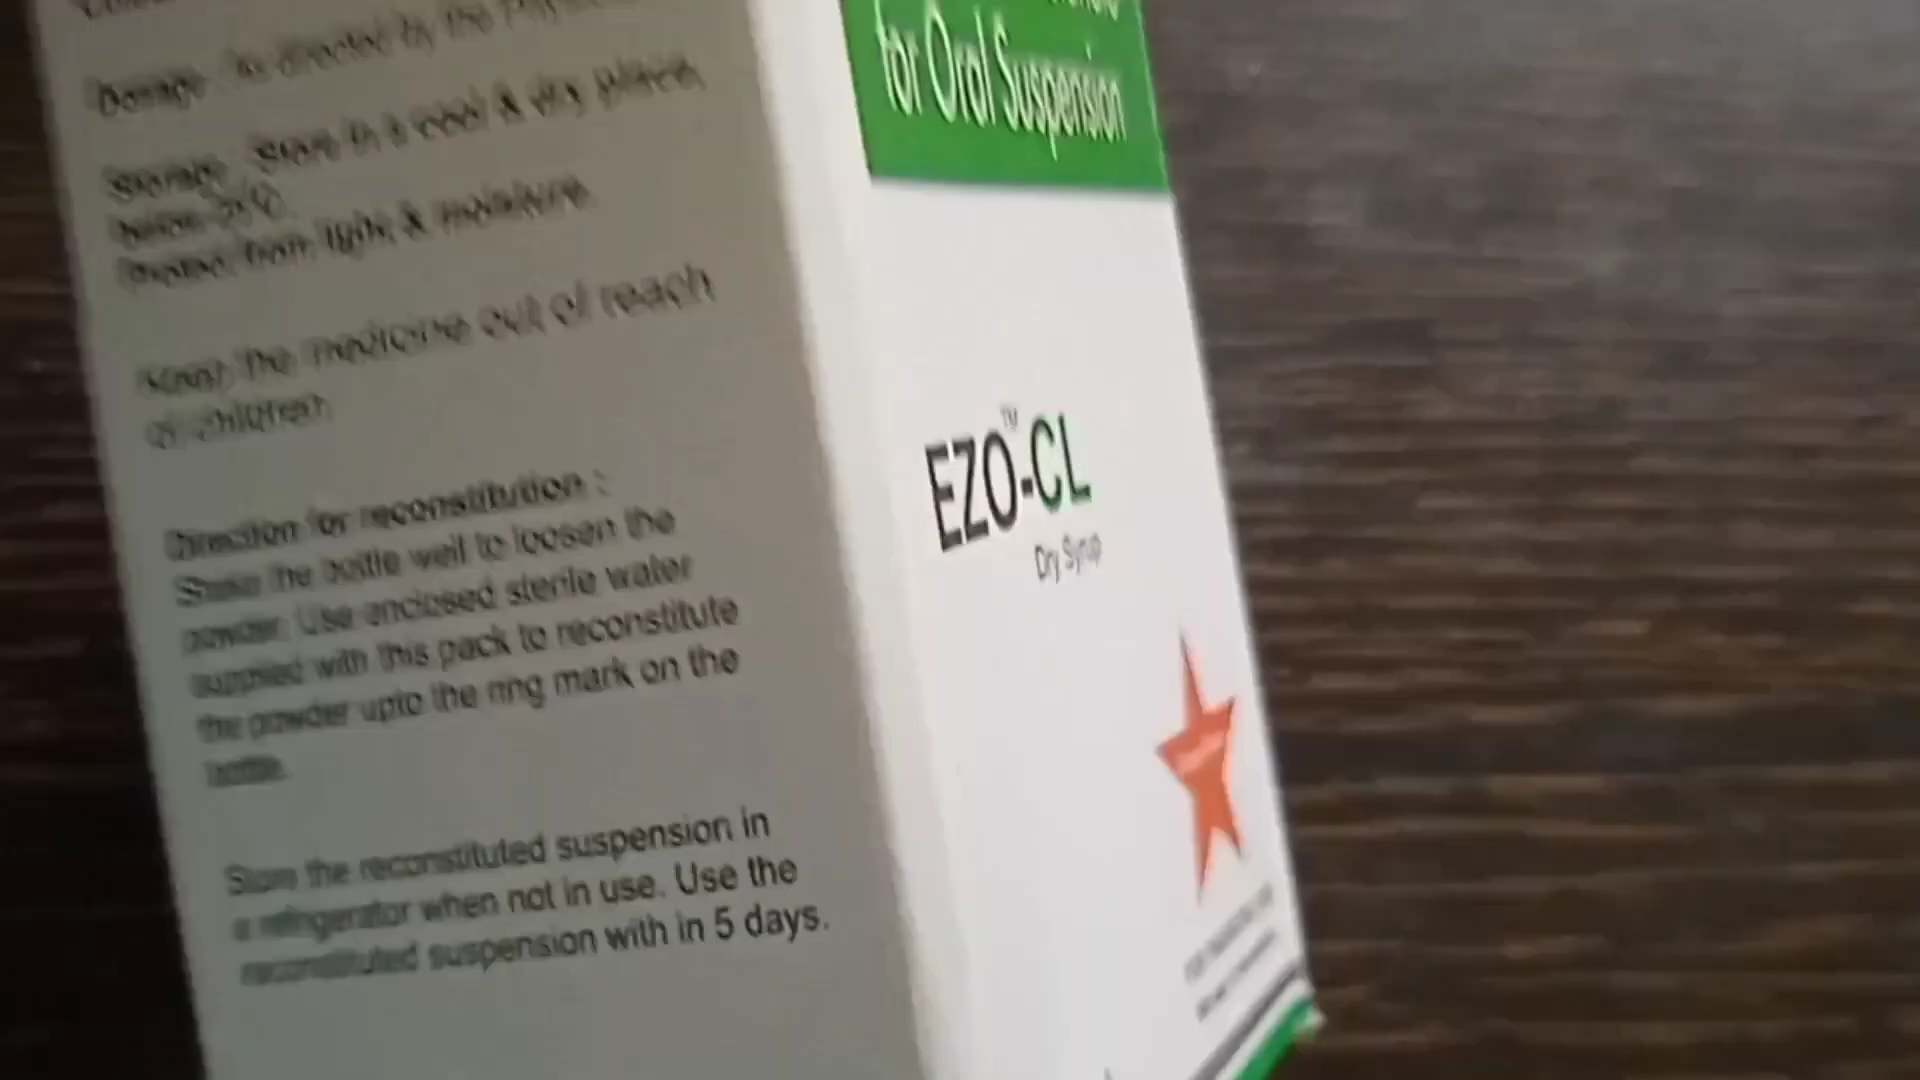 Dosage : As directed by the
Storage : Store in a cool & dry place,
below 25°C.
Protect from light & moisture.
Keep the medicine out of reach
of children.
Direction for reconstitution :
Shake the bottle well to loosen the
powder. Use enclosed sterile water
supplied with this pack to reconstitute
the powder upto the ring mark on the
bottle.
Store the reconstituted suspension in
a refrigerator when not in use. Use the
reconstituted suspension with in 5 days.
for Oral Suspension
EZO-CL
TM
Dry Syrup